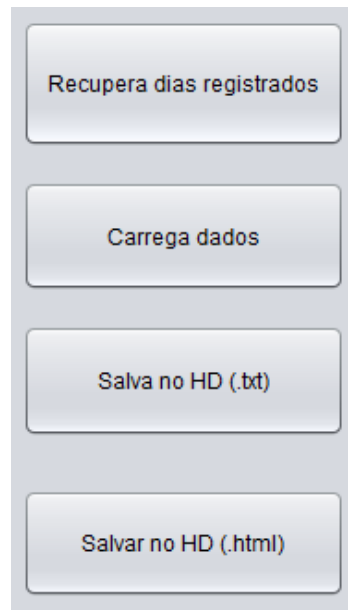 Recupera dias registrados
Carrega dados
Salva no HD (.txt)
Salvar no HD (.html)